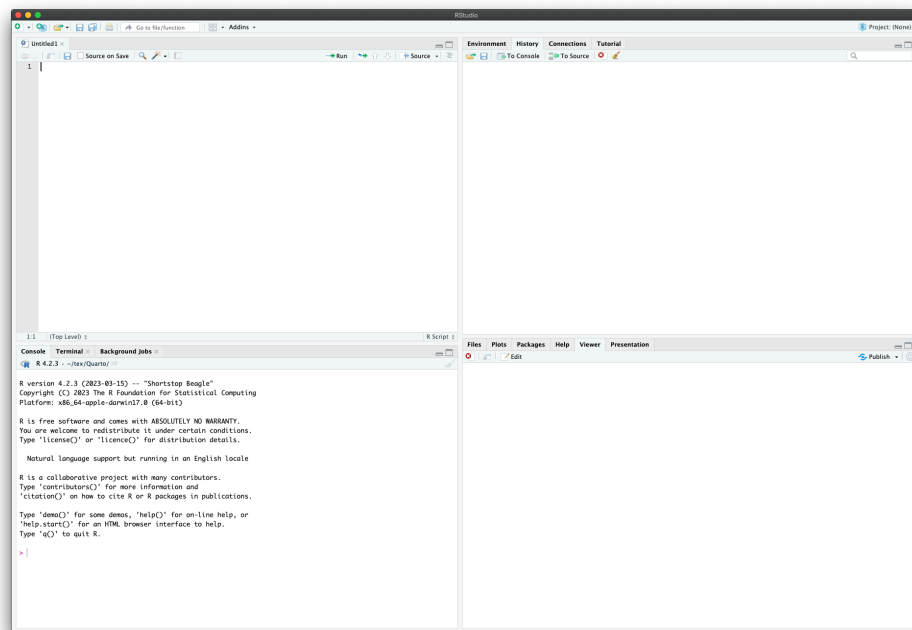 RStudio
Go to file/function
Addins
Project: (None)
Untitled1
Source on Save
Run
Source
1
1:1
(Top Level)
R Script
Console Terminal Background Jobs
R 4.2.3 · ~/tex/Quarto/
R version 4.2.3 (2023-03-15) -- "Shortstop Beagle"
Copyright (C) 2023 The R Foundation for Statistical Computing
Platform: x86_64-apple-darwin17.0 (64-bit)
R is free software and comes with ABSOLUTELY NO WARRANTY.
You are welcome to redistribute it under certain conditions.
Type 'license()' or 'licence()' for distribution details.
Natural language support but running in an English locale
R is a collaborative project with many contributors.
Type 'contributors()' for more information and
'citation()' on how to cite R or R packages in publications.
Type 'demo()' for some demos, 'help()' for on-line help, or
'help.start()' for an HTML browser interface to help.
Type 'q()' to quit R.
>
Environment History Connections Tutorial
To Console To Source
Files Plots Packages Help Viewer Presentation
Edit
Publish